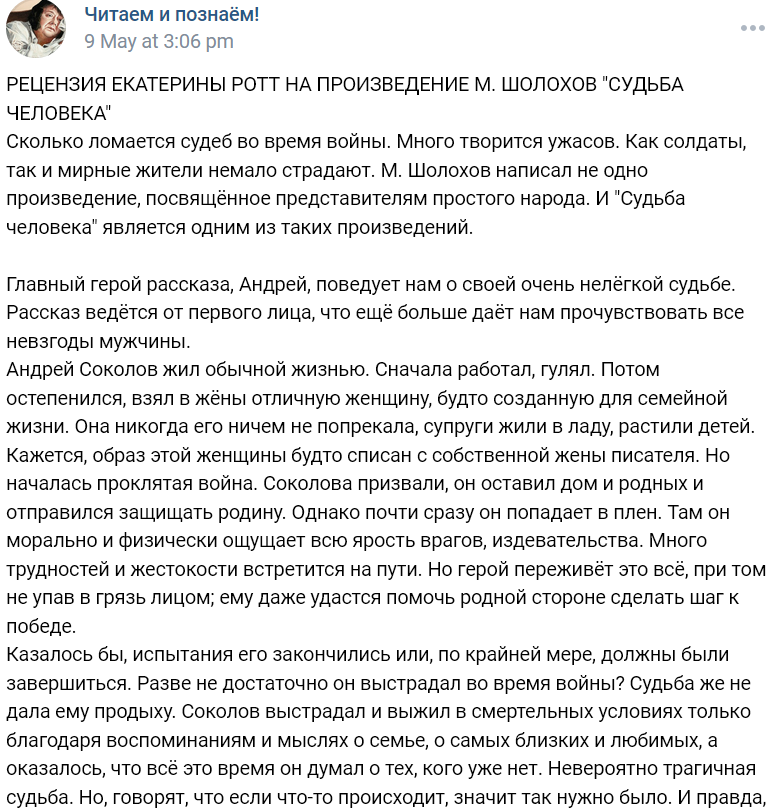 Читаем и познаём!
9 May at 3:06 pm
РЕЦЕНЗИЯ ЕКАТЕРИНЫ РОТТ НА ПРОИЗВЕДЕНИЕ М. ШОЛОХОВ "СУДЬБА
ЧЕЛОВЕКА"
Сколько ломается судеб во время войны. Много творится ужасов. Как солдаты,
так и мирные жители немало страдают. М. Шолохов написал не одно
произведение, посвящённое представителям простого народа. И "Судьба
человека" является одним из таких произведений.
Главный герой рассказа, Андрей, поведует нам о своей очень нелёгкой судьбе.
Рассказ ведётся от первого лица, что ещё больше даёт нам прочувствовать все
невзгоды мужчины.
Андрей Соколов жил обычной жизнью. Сначала работал, гулял. Потом
остепенился, взял в жёны отличную женщину, будто созданную для семейной
жизни. Она никогда его ничем не попрекала, супруги жили в ладу, растили детей.
Кажется, образ этой женщины будто списан с собственной жены писателя. Но
началась проклятая война. Соколова призвали, он оставил дом и родных и
отправился защищать родину. Однако почти сразу он попадает в плен. Там он
морально и физически ощущает всю ярость врагов, издевательства. Много
трудностей и жестокости встретится на пути. Но герой переживёт это всё, при том
не упав в грязь лицом; ему даже удастся помочь родной стороне сделать шаг к
победе.
Казалось бы, испытания его закончились или, по крайней мере, должны были
завершиться. Разве не достаточно он выстрадал во время войны? Судьба же не
дала ему продыху. Соколов выстрадал и выжил в смертельных условиях только
благодаря воспоминаниям и мыслях о семье, о самых близких и любимых, а
оказалось, что всё это время он думал о тех, кого уже нет. Невероятно трагичная
судьба. Но, говорят, что если что-то происходит, значит так нужно было. И правда,